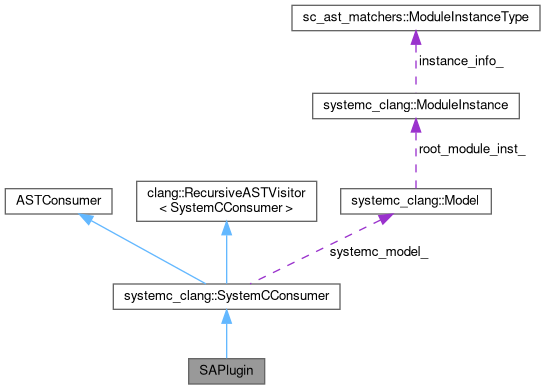 sc_ast_matchers::ModuleInstanceType
instance_info_
systemc_clang::ModuleInstance
root_module_inst_
ASTConsumer
clang::RecursiveASTVisitor
< SystemCConsumer >
systemc_clang::Model
systemc_model_
systemc_clang::SystemCConsumer
SAPlugin